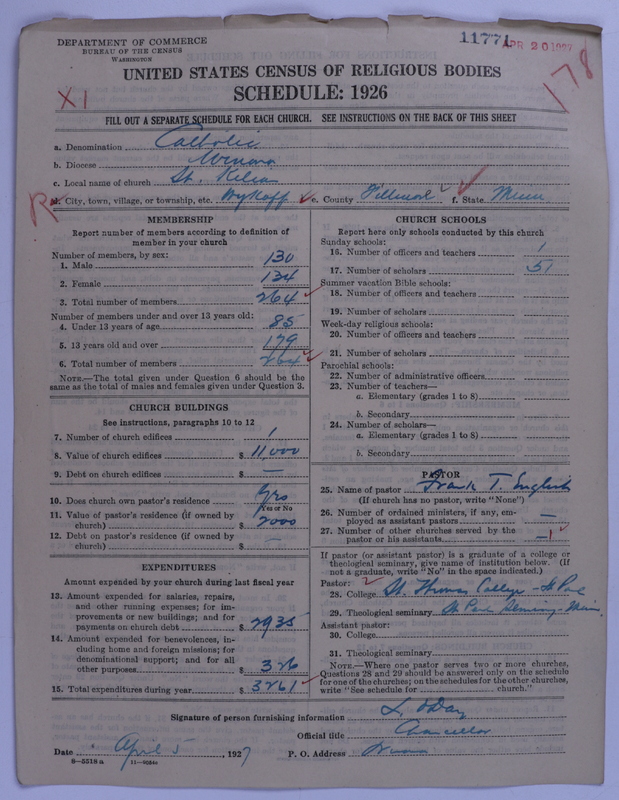 DEPARTMENT OF COMMERCE
BUREAU OF THE CENSUS
WASHINGTON
11771
APR 20 1927
178
UNITED STATES CENSUS OF RELIGIOUS BODIES
SCHEDULE: 1926
X1
FILL OUT A SEPARATE SCHEDULE FOR EACH CHURCH. SEE INSTRUCTIONS ON THE BACK OF THIS SHEET
a. Denomination Catholic
b. Diocese Winona
c. Local name of church St. Kilian
R
d. City, town, village, or township, etc. Wykoff e. County Fillmore f. State Minn
MEMBERSHIP
Report number of members according to definition of member in your church
Number of members, by sex:
1. Male 130
2. Female 134
3. Total number of members 264
Number of members under and over 13 years old:
4. Under 13 years of age 85
5. 13 years old and over 179
6. Total number of members 264
NOTE.—The total given under Question 6 should be the
same as the total of males and females given under Question 3.
CHURCH BUILDINGS
See instructions, paragraphs 10 to 12
7. Number of church edifices 1
8. Value of church edifices $ 11,000
9. Debt on church edifices $ —
10. Does church own pastor's residence Yes
Yes or No
11. Value of pastor's residence (if owned by
church) $ 2000
12. Debt on pastor's residence (if owned by
church) $ —
EXPENDITURES
Amount expended by your church during last fiscal year
13. Amount expended for salaries, repairs,
and other running expenses; for im-
provements or new buildings; and for
payments on church debt $ 2935
14. Amount expended for benevolences, in-
cluding home and foreign missions; for
denominational support; and for all
other purposes $ 326
15. Total expenditures during year $ 3261
CHURCH SCHOOLS
Report here only schools conducted by this church
Sunday schools:
16. Number of officers and teachers 1
17. Number of scholars 51
Summer vacation Bible schools:
18. Number of officers and teachers
19. Number of scholars
Week-day religious schools:
20. Number of officers and teachers
21. Number of scholars
Parochial schools:
22. Number of administrative officers
23. Number of teachers—
a. Elementary (grades 1 to 8)
b. Secondary
24. Number of scholars—
a. Elementary (grades 1 to 8)
b. Secondary
PASTOR
25. Name of pastor Frank T. Englert
(If church has no pastor, write "None")
26. Number of ordained ministers, if any, em-
ployed as assistant pastors —
27. Number of other churches served by the
pastor or his assistants 1
If pastor (or assistant pastor) is a graduate of a college or
theological seminary, give name of institution below. (If
not a graduate, write "No" in the space indicated.)
Pastor: 2
28. College St. Thomas College - St Paul
29. Theological seminary St Paul Seminary - Minn
Assistant pastor:
30. College
31. Theological seminary
NOTE.—Where one pastor serves two or more churches,
Questions 28 and 29 should be answered only on the schedule
for one of the churches; on the schedules for the other churches,
write "See schedule for church."
Signature of person furnishing information L. O'Day
Official title Chancellor
Date April 5, 1927 P. O. Address Winona
8-5518 a